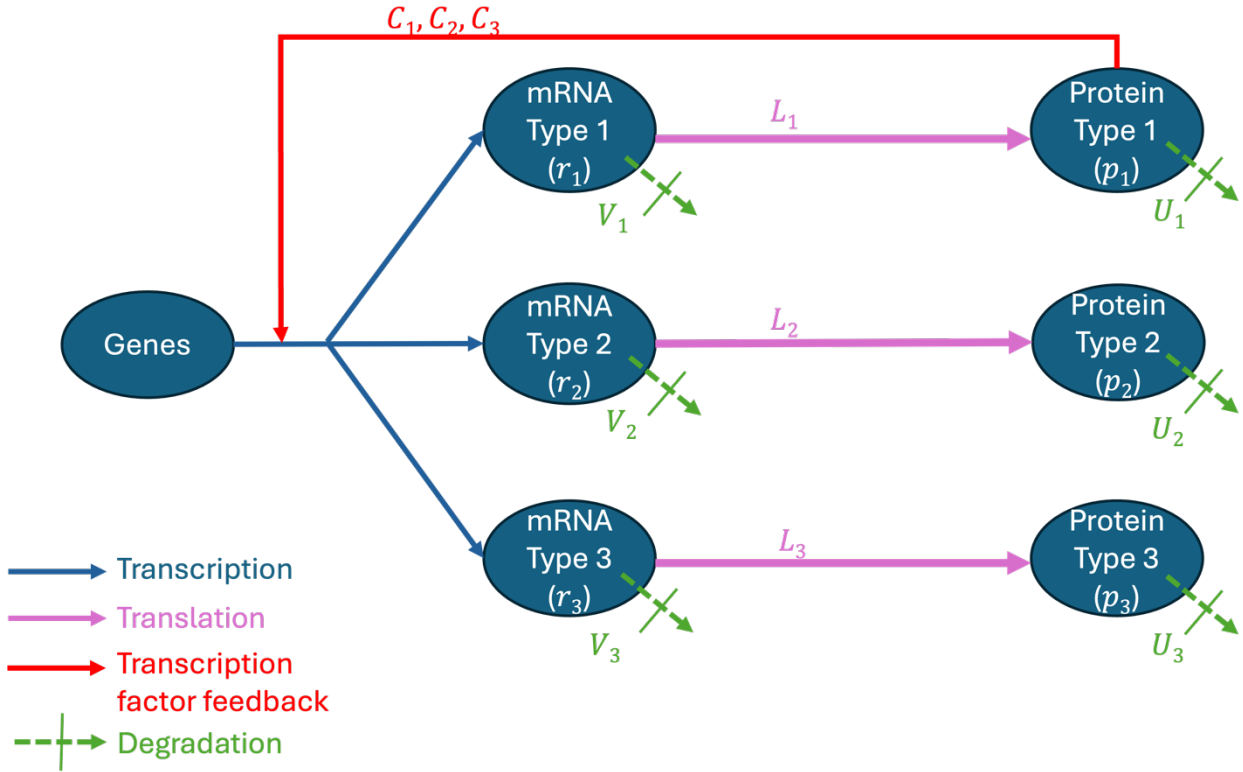 C₁, C₂, C₃
mRNA
Type 1
(r₁)
L₁
Protein
Type 1
(p₁)
V₁
U₁
Genes
mRNA
Type 2
(r₂)
L₂
Protein
Type 2
(p₂)
V₂
U₂
mRNA
Type 3
(r₃)
L₃
Protein
Type 3
(p₃)
V₃
U₃
Transcription
Translation
Transcription
factor feedback
Degradation